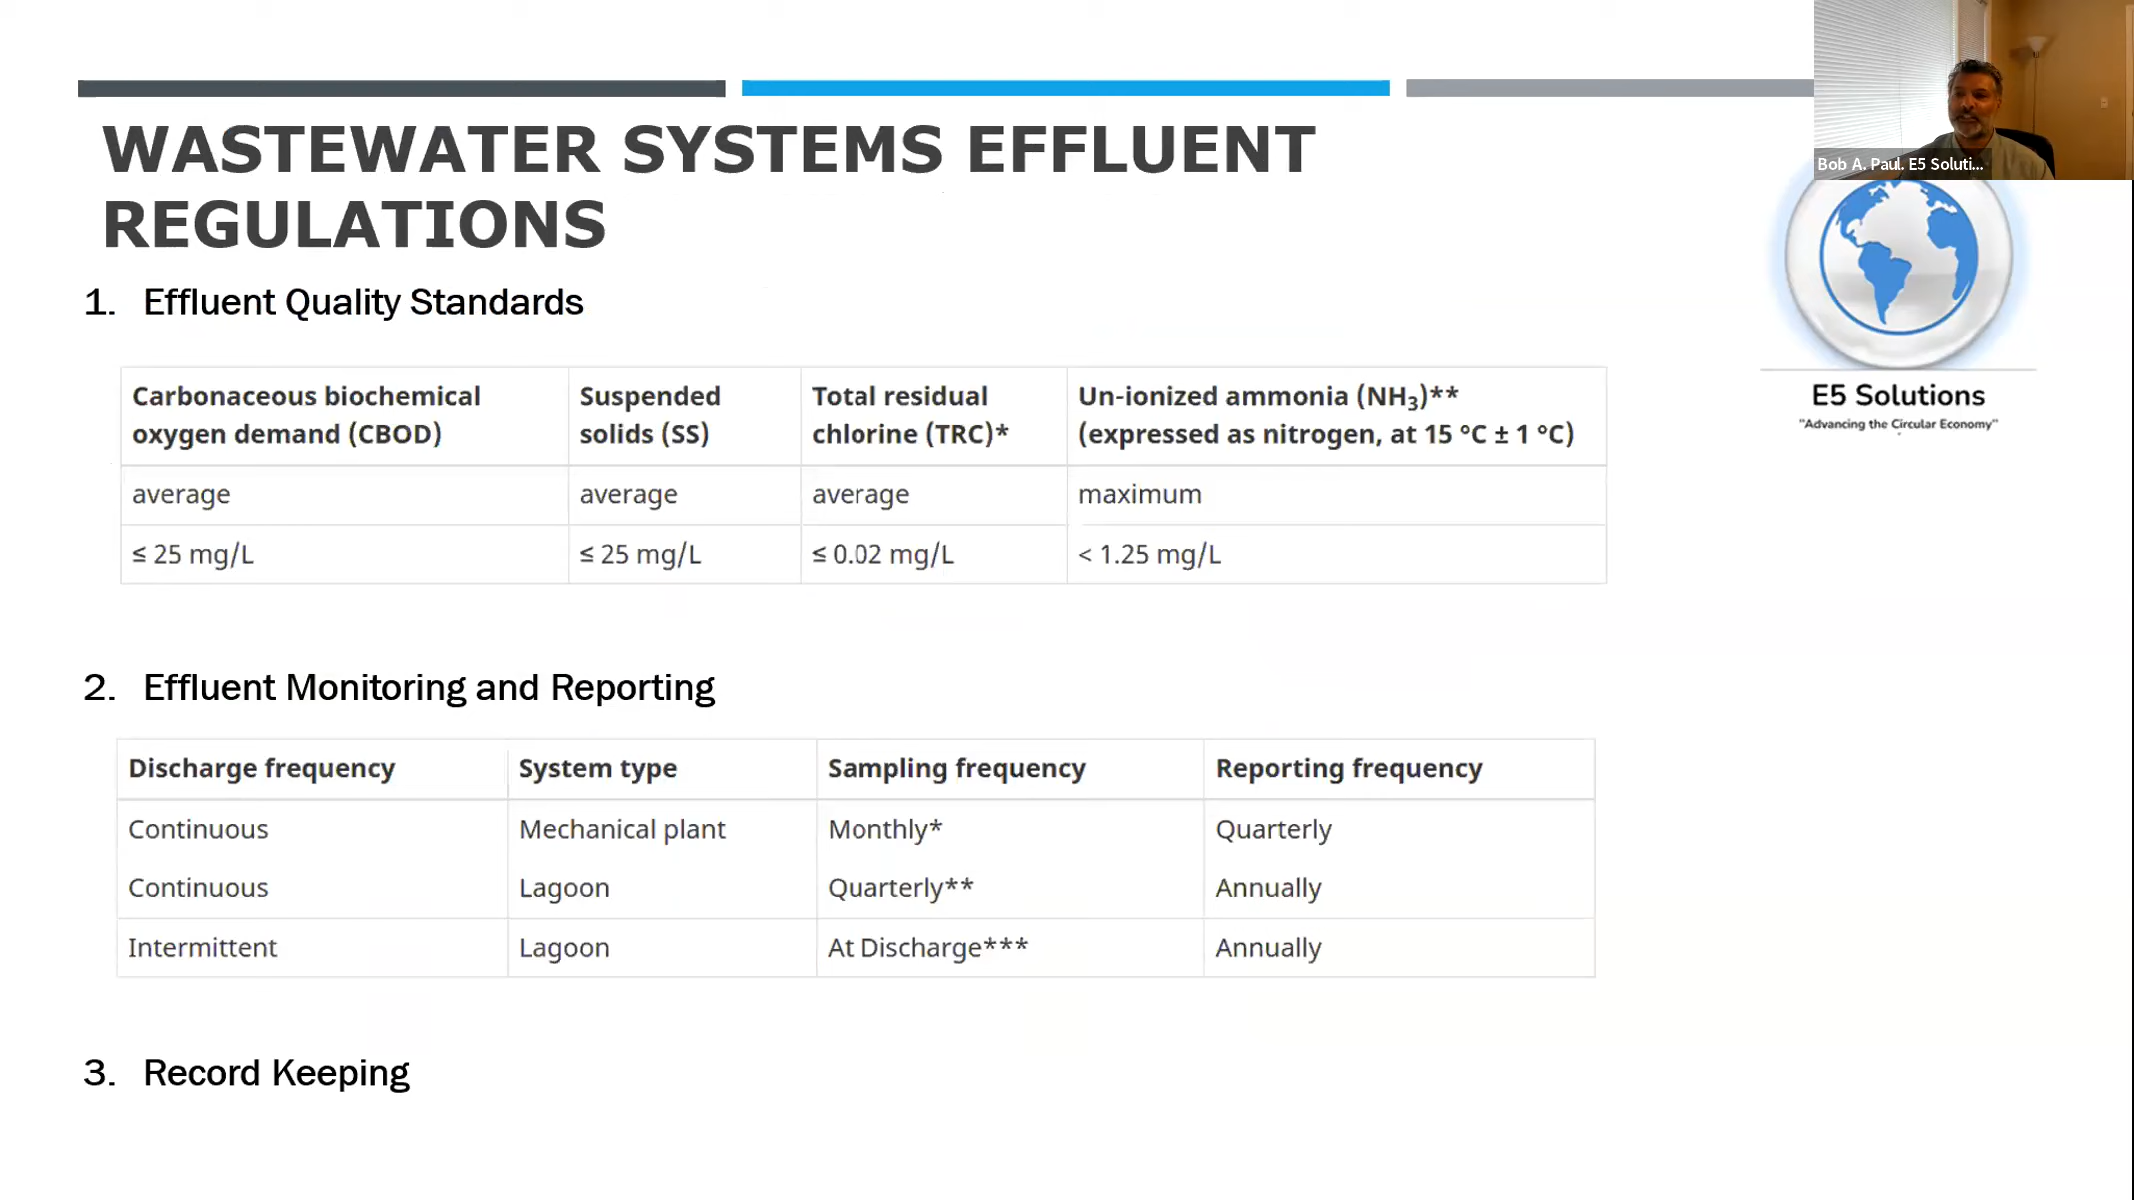 WASTEWATER SYSTEMS EFFLUENT
REGULATIONS
Bob A. Paul. E5 Soluti...
E5 Solutions
"Advancing the Circular Economy"
1. Effluent Quality Standards
Carbonaceous biochemical oxygen demand (CBOD) Suspended solids (SS) Total residual chlorine (TRC)* Un-ionized ammonia (NH3)** (expressed as nitrogen, at 15 °C ± 1 °C)
average average average maximum
≤ 25 mg/L ≤ 25 mg/L ≤ 0.02 mg/L < 1.25 mg/L
2. Effluent Monitoring and Reporting
Discharge frequency System type Sampling frequency Reporting frequency
Continuous Mechanical plant Monthly* Quarterly
Continuous Lagoon Quarterly** Annually
Intermittent Lagoon At Discharge*** Annually
3. Record Keeping